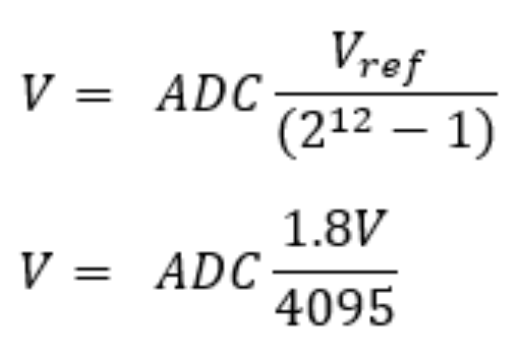 V = ADC V_ref / (2^12 − 1)
V = ADC 1.8V / 4095